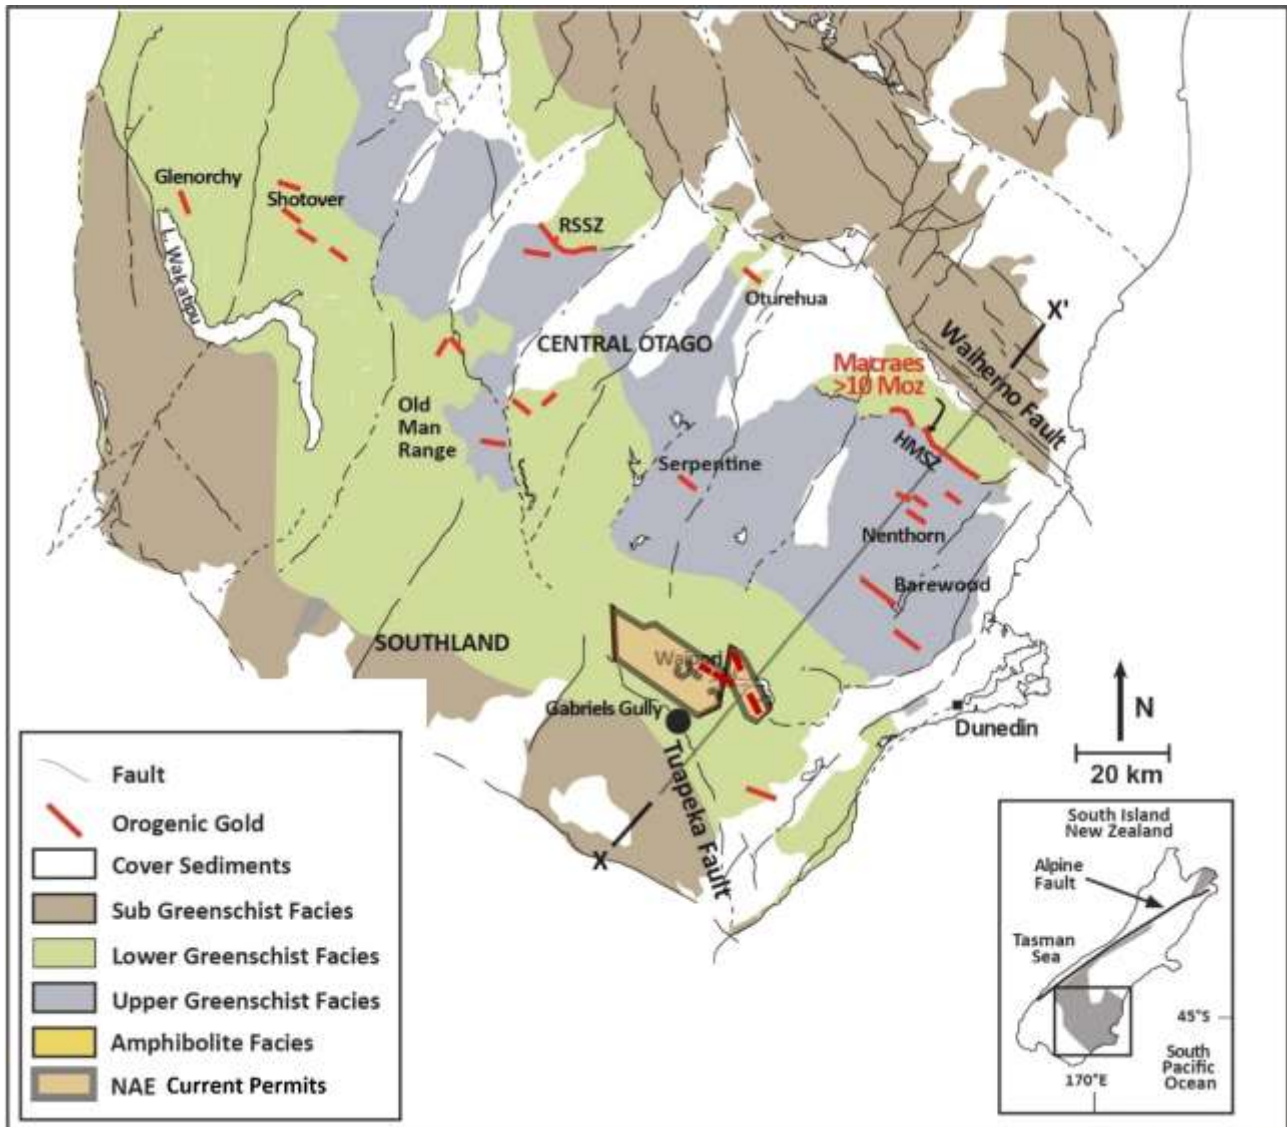 Glenorchy
Shotover
L. Wakatipu
RSSZ
Oturehua
X'
CENTRAL OTAGO
Waiherno Fault
Macraes
>10 Moz
Old
Man
Range
HMSZ
Serpentine
Nenthorn
Barewood
SOUTHLAND
Waipori
Gabriels Gully
Dunedin
N
20 km
Tuapeka Fault
X
Fault
Orogenic Gold
Cover Sediments
Sub Greenschist Facies
Lower Greenschist Facies
Upper Greenschist Facies
Amphibolite Facies
NAE Current Permits
South Island
New Zealand
Alpine
Fault
Tasman
Sea
45°S
South
Pacific
Ocean
170°E